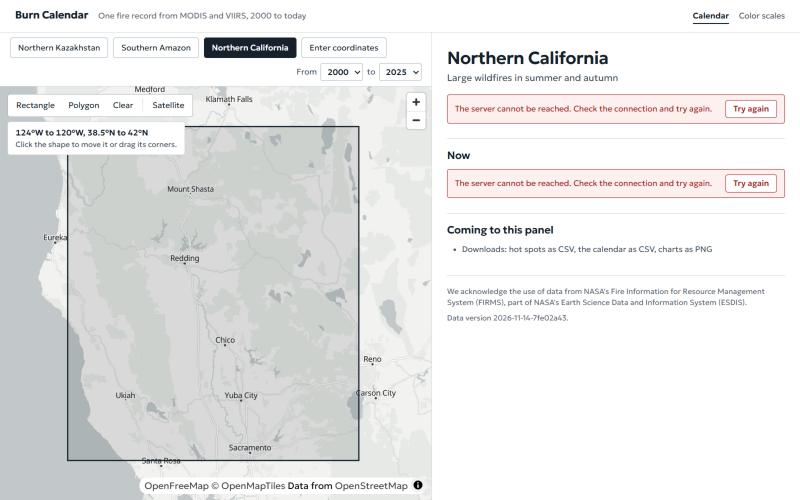 Burn Calendar
One fire record from MODIS and VIIRS, 2000 to today
Calendar
Color scales
Northern Kazakhstan
Southern Amazon
Northern California
Enter coordinates
From 2000 to 2025
Rectangle
Polygon
Clear
Satellite
124°W to 120°W, 38.5°N to 42°N
Click the shape to move it or drag its corners.
+
−
Medford
Klamath Falls
Mount Shasta
Eureka
Redding
Chico
Reno
Carson City
Ukiah
Yuba City
Sacramento
Santa Rosa
OpenFreeMap © OpenMapTiles Data from OpenStreetMap
Northern California
Large wildfires in summer and autumn
The server cannot be reached. Check the connection and try again.
Try again
Now
The server cannot be reached. Check the connection and try again.
Try again
Coming to this panel
• Downloads: hot spots as CSV, the calendar as CSV, charts as PNG
We acknowledge the use of data from NASA's Fire Information for Resource Management
System (FIRMS), part of NASA's Earth Science Data and Information System (ESDIS).
Data version 2026-11-14-7fe02a43.